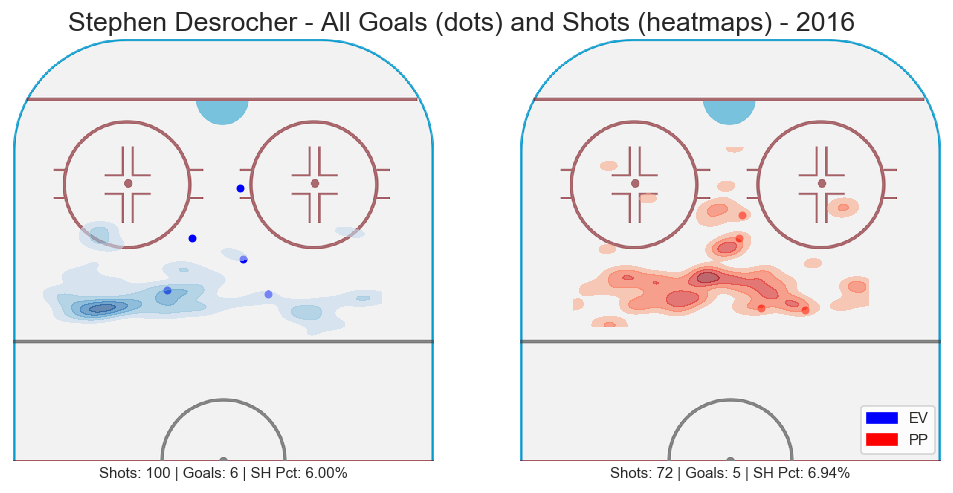 Stephen Desrocher - All Goals (dots) and Shots (heatmaps) - 2016
EV
PP
Shots: 100 | Goals: 6 | SH Pct: 6.00%
Shots: 72 | Goals: 5 | SH Pct: 6.94%